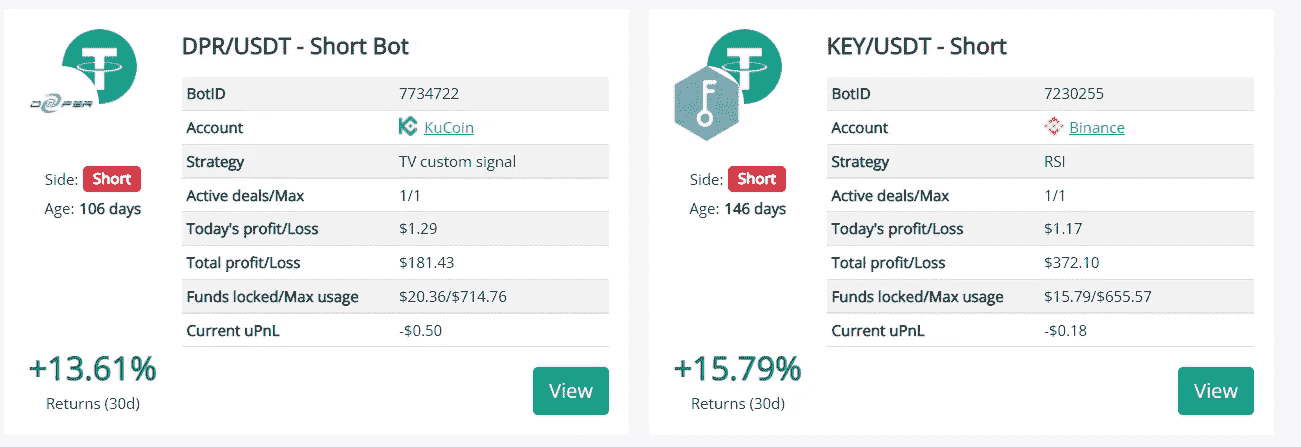 DPR/USDT - Short Bot
BotID 7734722
Account KuCoin
Strategy TV custom signal
Active deals/Max 1/1
Today's profit/Loss $1.29
Total profit/Loss $181.43
Funds locked/Max usage $20.36/$714.76
Current uPnL -$0.50
Side: Short
Age: 106 days
+13.61%
Returns (30d)
View
KEY/USDT - Short
BotID 7230255
Account Binance
Strategy RSI
Active deals/Max 1/1
Today's profit/Loss $1.17
Total profit/Loss $372.10
Funds locked/Max usage $15.79/$655.57
Current uPnL -$0.18
Side: Short
Age: 146 days
+15.79%
Returns (30d)
View